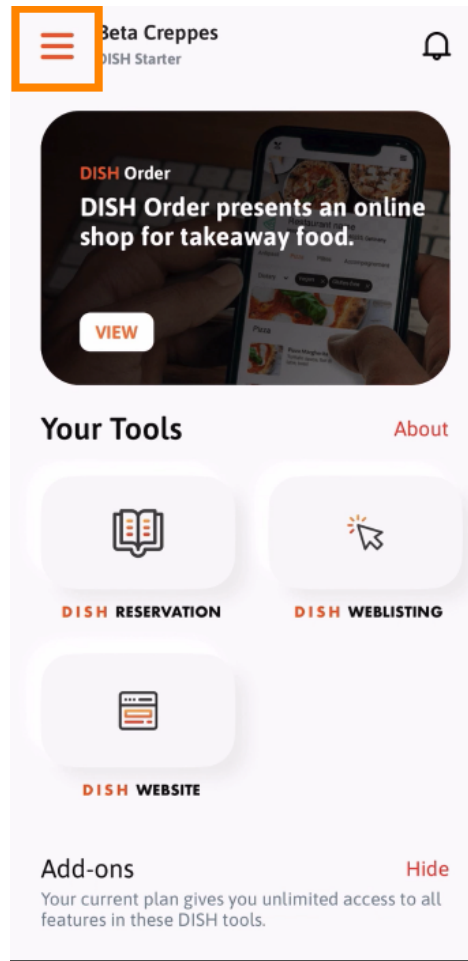 Beta Creppes
DISH Starter
DISH Order
DISH Order presents an online
shop for takeaway food.
VIEW
Pizza
Your Tools
About
DISH RESERVATION
DISH WEBLISTING
DISH WEBSITE
Add-ons
Hide
Your current plan gives you unlimited access to all
features in these DISH tools.